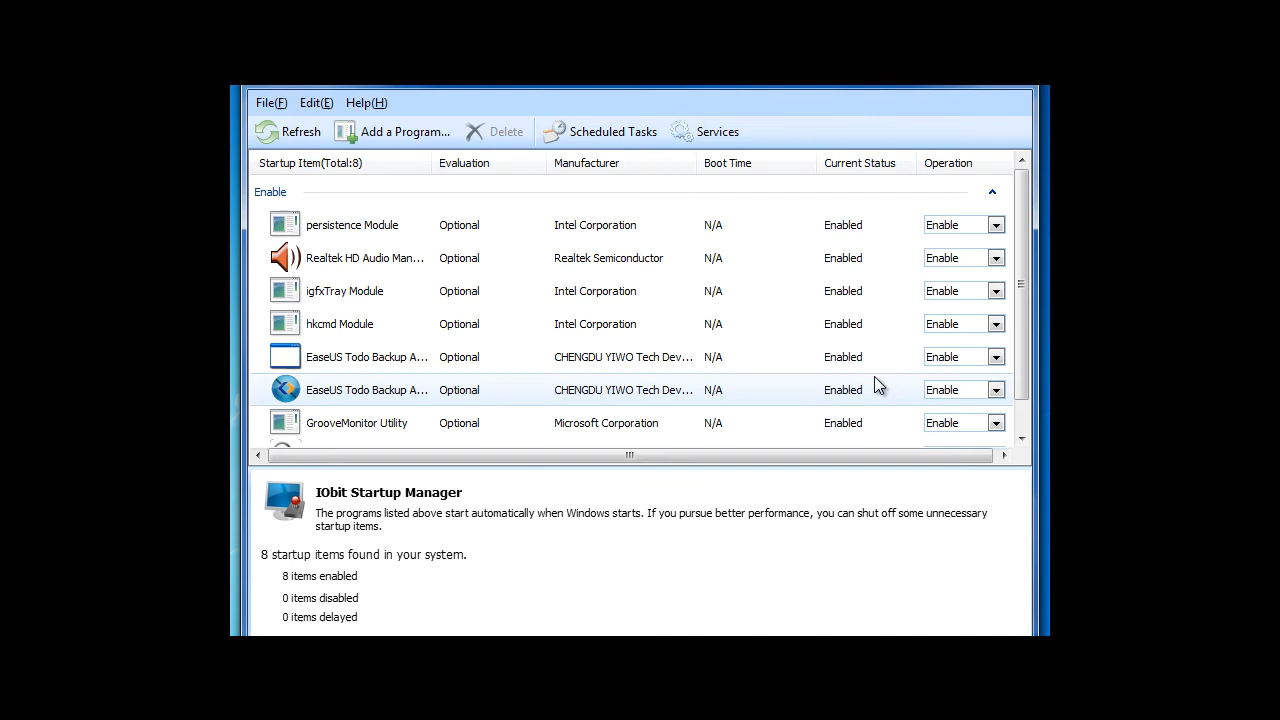 File(F) Edit(E) Help(H)
Refresh Add a Program... Delete Scheduled Tasks Services
Startup Item(Total:8) Evaluation Manufacturer Boot Time Current Status Operation
Enable
persistence Module Optional Intel Corporation N/A Enabled Enable
Realtek HD Audio Man... Optional Realtek Semiconductor N/A Enabled Enable
igfxTray Module Optional Intel Corporation N/A Enabled Enable
hkcmd Module Optional Intel Corporation N/A Enabled Enable
EaseUS Todo Backup A... Optional CHENGDU YIWO Tech Dev... N/A Enabled Enable
EaseUS Todo Backup A... Optional CHENGDU YIWO Tech Dev... N/A Enabled Enable
GrooveMonitor Utility Optional Microsoft Corporation N/A Enabled Enable
IObit Startup Manager
The programs listed above start automatically when Windows starts. If you pursue better performance, you can shut off some unnecessary
startup items.
8 startup items found in your system.
8 items enabled
0 items disabled
0 items delayed